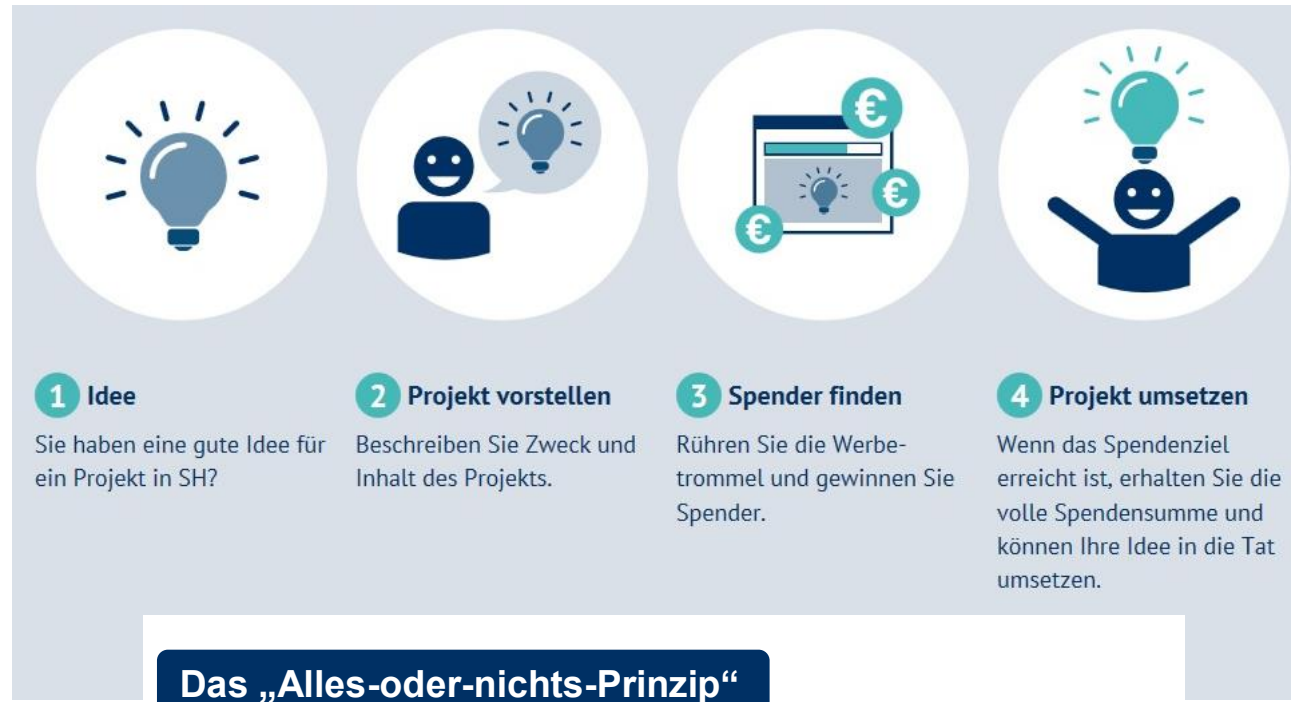 1 Idee
Sie haben eine gute Idee für
ein Projekt in SH?
2 Projekt vorstellen
Beschreiben Sie Zweck und
Inhalt des Projekts.
3 Spender finden
Rühren Sie die Werbe-
trommel und gewinnen Sie
Spender.
4 Projekt umsetzen
Wenn das Spendenziel
erreicht ist, erhalten Sie die
volle Spendensumme und
können Ihre Idee in die Tat
umsetzen.
€
€
€
Das „Alles-oder-nichts-Prinzip“